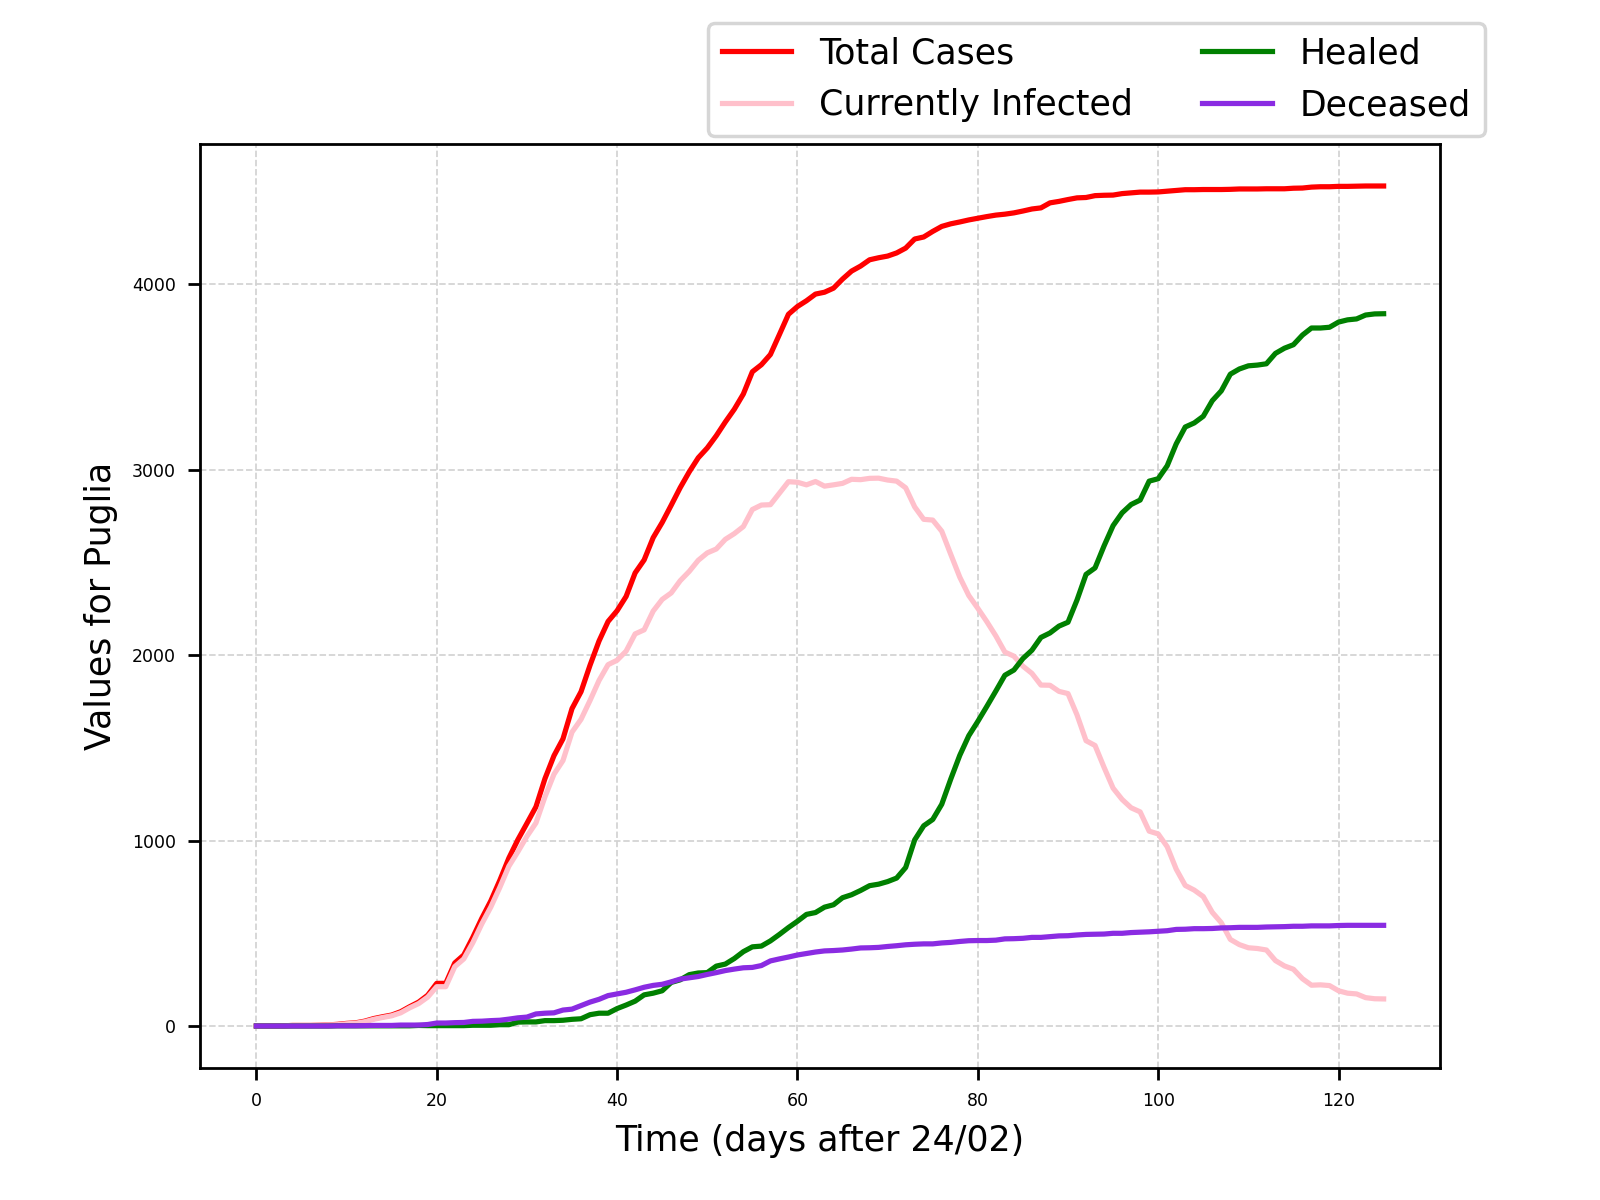 Total Cases
Currently Infected
Healed
Deceased
Values for Puglia
4000
3000
2000
1000
0
0 20 40 60 80 100 120
Time (days after 24/02)